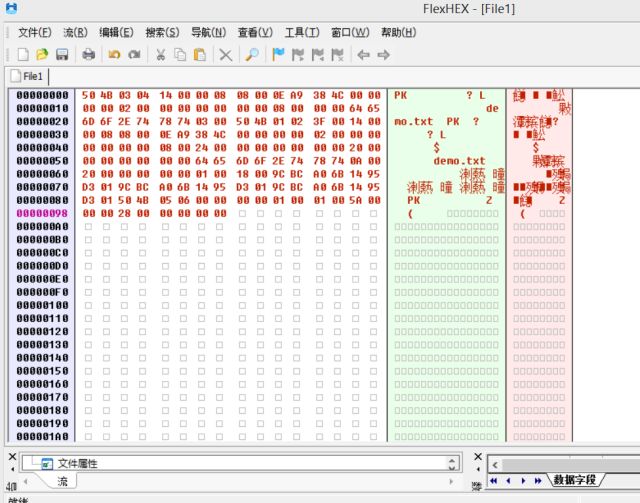 FlexHEX - [File1]
文件(F) 流(R) 编辑(E) 搜索(S) 导航(N) 查看(V) 工具(T) 窗口(W) 帮助(H)
File1
00000000 50 4B 03 04 14 00 00 08 08 00 0E A9 38 4C 00 00 PK ? L
00000010 00 00 02 00 00 00 00 00 00 00 08 00 00 00 64 65 de
00000020 6D 6F 2E 74 78 74 03 00 50 4B 01 02 3F 00 14 00 mo.txt PK ?
00000030 00 08 08 00 0E A9 38 4C 00 00 00 00 02 00 00 00 ? L
00000040 00 00 00 00 08 00 24 00 00 00 00 00 00 00 20 00 $
00000050 00 00 00 00 00 00 64 65 6D 6F 2E 74 78 74 0A 00 demo.txt
00000060 20 00 00 00 00 00 01 00 18 00 9C BC A0 6B 14 95
00000070 D3 01 9C BC A0 6B 14 95 D3 01 9C BC A0 6B 14 95
00000080 D3 01 50 4B 05 06 00 00 00 00 01 00 01 00 5A 00 PK Z
00000098 00 00 28 00 00 00 00 00 (
000000A0
000000B0
000000C0
000000D0
000000E0
000000F0
00000100
00000110
00000120
00000130
00000140
00000150
00000160
00000170
00000180
00000190
000001A0
文件属性
流
数据字段
就绪